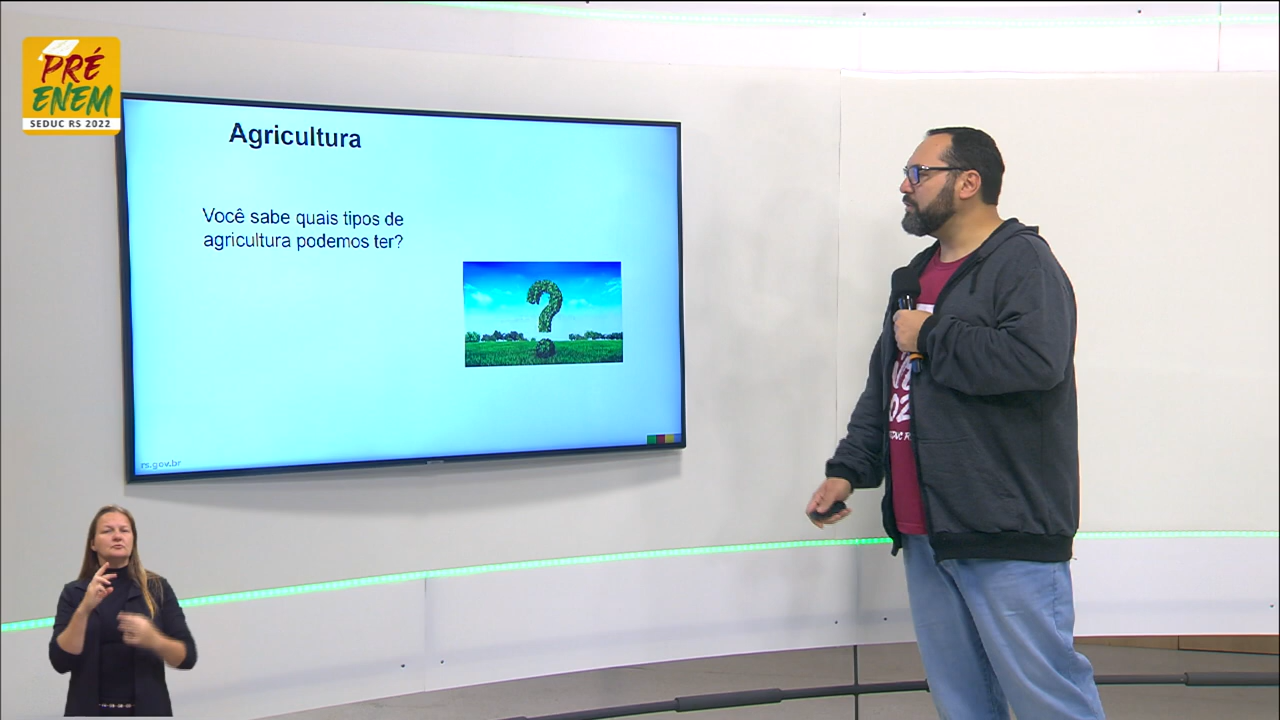 PRÉ
ENEM
SEDUC RS 2022
Agricultura
Você sabe quais tipos de
agricultura podemos ter?
rs.gov.br